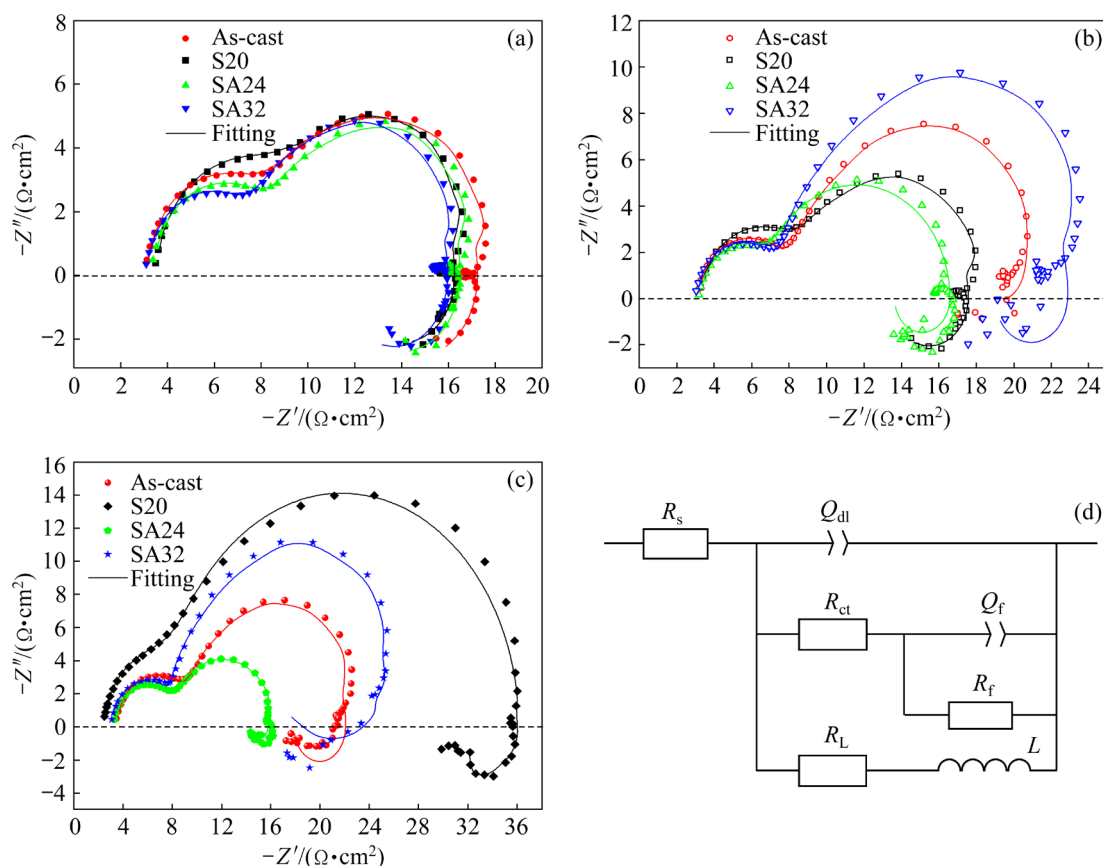 (a)
As-cast
S20
SA24
SA32
Fitting
8
6
4
2
0
−2
−Z″/(Ω•cm²)
0 2 4 6 8 10 12 14 16 18 20
−Z′/(Ω•cm²)
(b)
As-cast
S20
SA24
SA32
Fitting
12
10
8
6
4
2
0
−2
−Z″/(Ω•cm²)
0 2 4 6 8 10 12 14 16 18 20 22 24
−Z′/(Ω•cm²)
(c)
As-cast
S20
SA24
SA32
Fitting
16
14
12
10
8
6
4
2
0
−2
−4
−Z″/(Ω•cm²)
0 4 8 12 16 20 24 28 32 36
−Z′/(Ω•cm²)
(d)
Rs
Qdl
Rct
Qf
Rf
RL
L